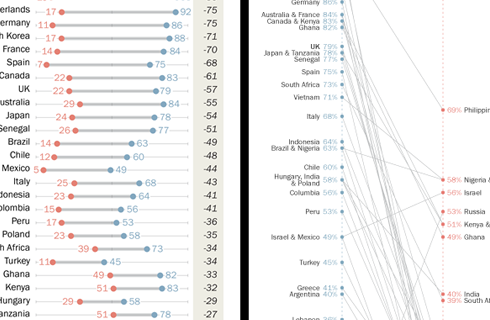 erlands 17 92 -75
ermany 11 86 -75
h Korea 17 88 -71
France 14 84 -70
Spain 7 75 -68
Canada 22 83 -61
UK 22 79 -57
ustralia 29 84 -55
Japan 24 78 -54
Senegal 26 77 -51
Brazil 14 63 -49
Chile 12 60 -48
Mexico 5 49 -44
Italy 25 68 -43
donesia 23 64 -41
olombia 15 56 -41
Peru 17 53 -36
Poland 23 58 -35
h Africa 39 73 -34
Turkey 11 45 -34
Ghana 49 82 -33
Kenya 51 83 -32
Hungary 29 58 -29
anzania 51 78 -27
Germany 86%
Australia & France 84%
Canada & Kenya 83%
Ghana 82%
UK 79%
Japan & Tanzania 78%
Senegal 77%
Spain 75%
South Africa 73%
Vietnam 71%
Italy 68%
Indonesia 64%
Brazil & Nigeria 63%
Chile 60%
Hungary, India
& Poland 58%
Columbia 56%
Peru 53%
Israel & Mexico 49%
Turkey 45%
Greece 41%
Argentina 40%
Lebanon 36%
69% Philippin
58% Nigeria /
56% Israel
53% Russia
51% Kenya &
49% Ghana
40% India
39% South Af